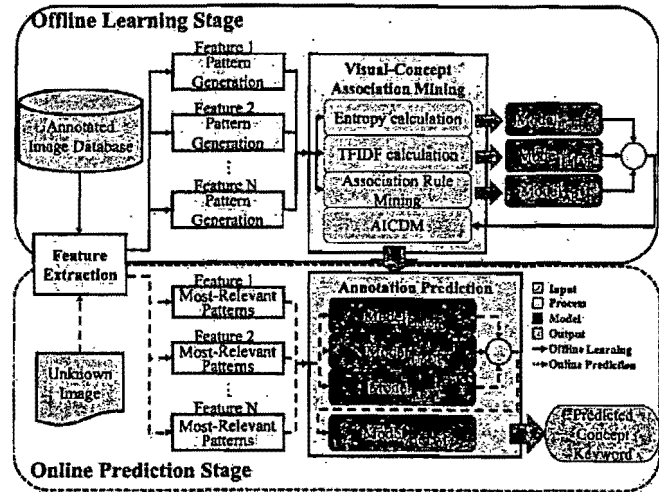 Offline Learning Stage
Feature 1
Pattern
Generation
Feature 2
Pattern
Generation
Feature N
Pattern
Generation
Annotated
Image Database
Feature
Extraction
Unknown
Image
Visual-Concept
Association Mining
Entropy calculation
TFIDF calculation
Association Rule
Mining
AICDM
Feature 1
Most-Relevant
Patterns
Feature 2
Most-Relevant
Patterns
Feature N
Most-Relevant
Patterns
Annotation Prediction
Input
Process
Model
Output
Offline Learning
Online Prediction
Predicted
Concept
Keyword
Online Prediction Stage